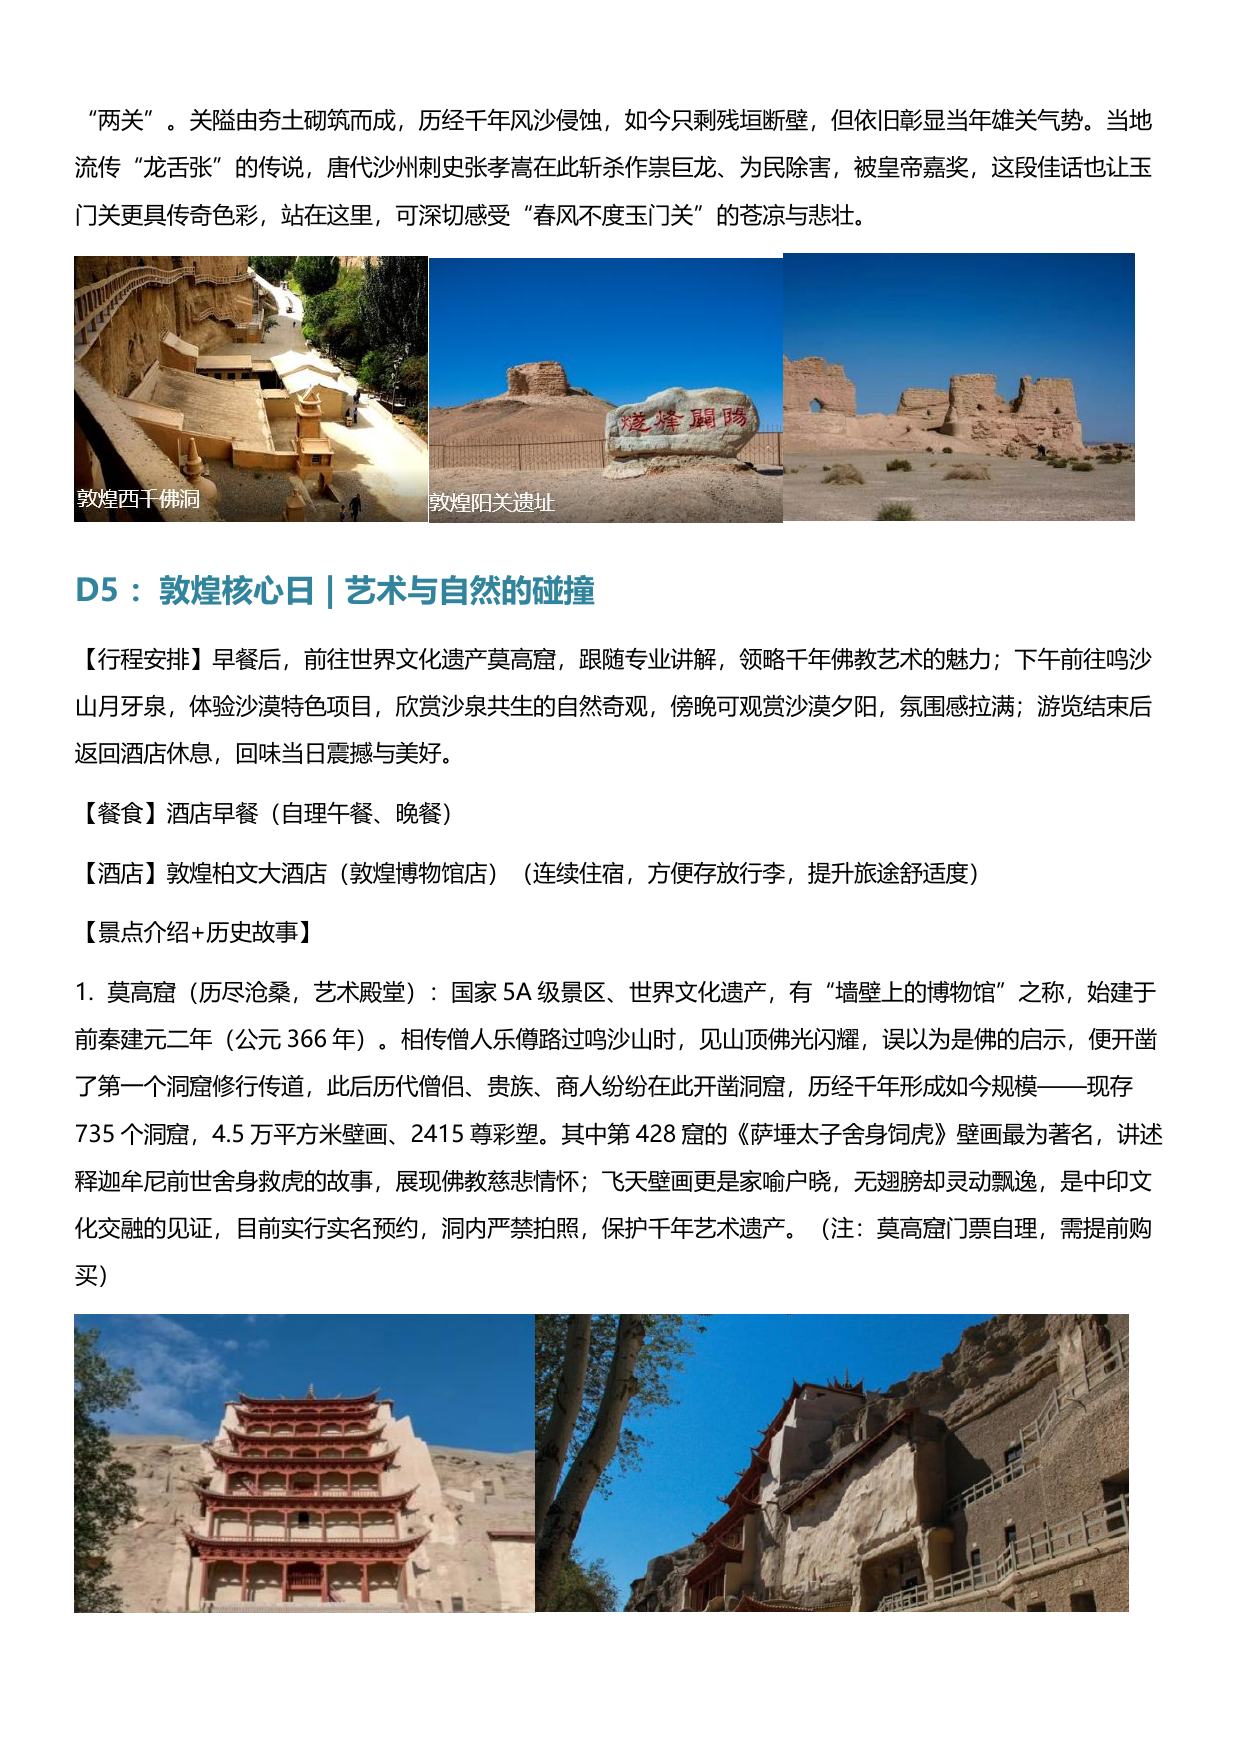 “两关”。关隘由夯土砌筑而成，历经千年风沙侵蚀，如今只剩残垣断壁，但依旧彰显当年雄关气势。当地
流传“龙舌张”的传说，唐代沙州刺史张孝嵩在此斩杀作祟巨龙、为民除害，被皇帝嘉奖，这段佳话也让玉
门关更具传奇色彩，站在这里，可深切感受“春风不度玉门关”的苍凉与悲壮。
敦煌西千佛洞
燧烽關陽
敦煌阳关遗址
D5 ：敦煌核心日 | 艺术与自然的碰撞
【行程安排】早餐后，前往世界文化遗产莫高窟，跟随专业讲解，领略千年佛教艺术的魅力；下午前往鸣沙
山月牙泉，体验沙漠特色项目，欣赏沙泉共生的自然奇观，傍晚可观赏沙漠夕阳，氛围感拉满；游览结束后
返回酒店休息，回味当日震撼与美好。
【餐食】酒店早餐（自理午餐、晚餐）
【酒店】敦煌柏文大酒店（敦煌博物馆店）（连续住宿，方便存放行李，提升旅途舒适度）
【景点介绍+历史故事】
1. 莫高窟（历尽沧桑，艺术殿堂）：国家 5A 级景区、世界文化遗产，有“墙壁上的博物馆”之称，始建于
前秦建元二年（公元 366 年）。相传僧人乐僔路过鸣沙山时，见山顶佛光闪耀，误以为是佛的启示，便开凿
了第一个洞窟修行传道，此后历代僧侣、贵族、商人纷纷在此开凿洞窟，历经千年形成如今规模——现存
735 个洞窟，4.5 万平方米壁画、2415 尊彩塑。其中第 428 窟的《萨埵太子舍身饲虎》壁画最为著名，讲述
释迦牟尼前世舍身救虎的故事，展现佛教慈悲情怀；飞天壁画更是家喻户晓，无翅膀却灵动飘逸，是中印文
化交融的见证，目前实行实名预约，洞内严禁拍照，保护千年艺术遗产。（注：莫高窟门票自理，需提前购
买）